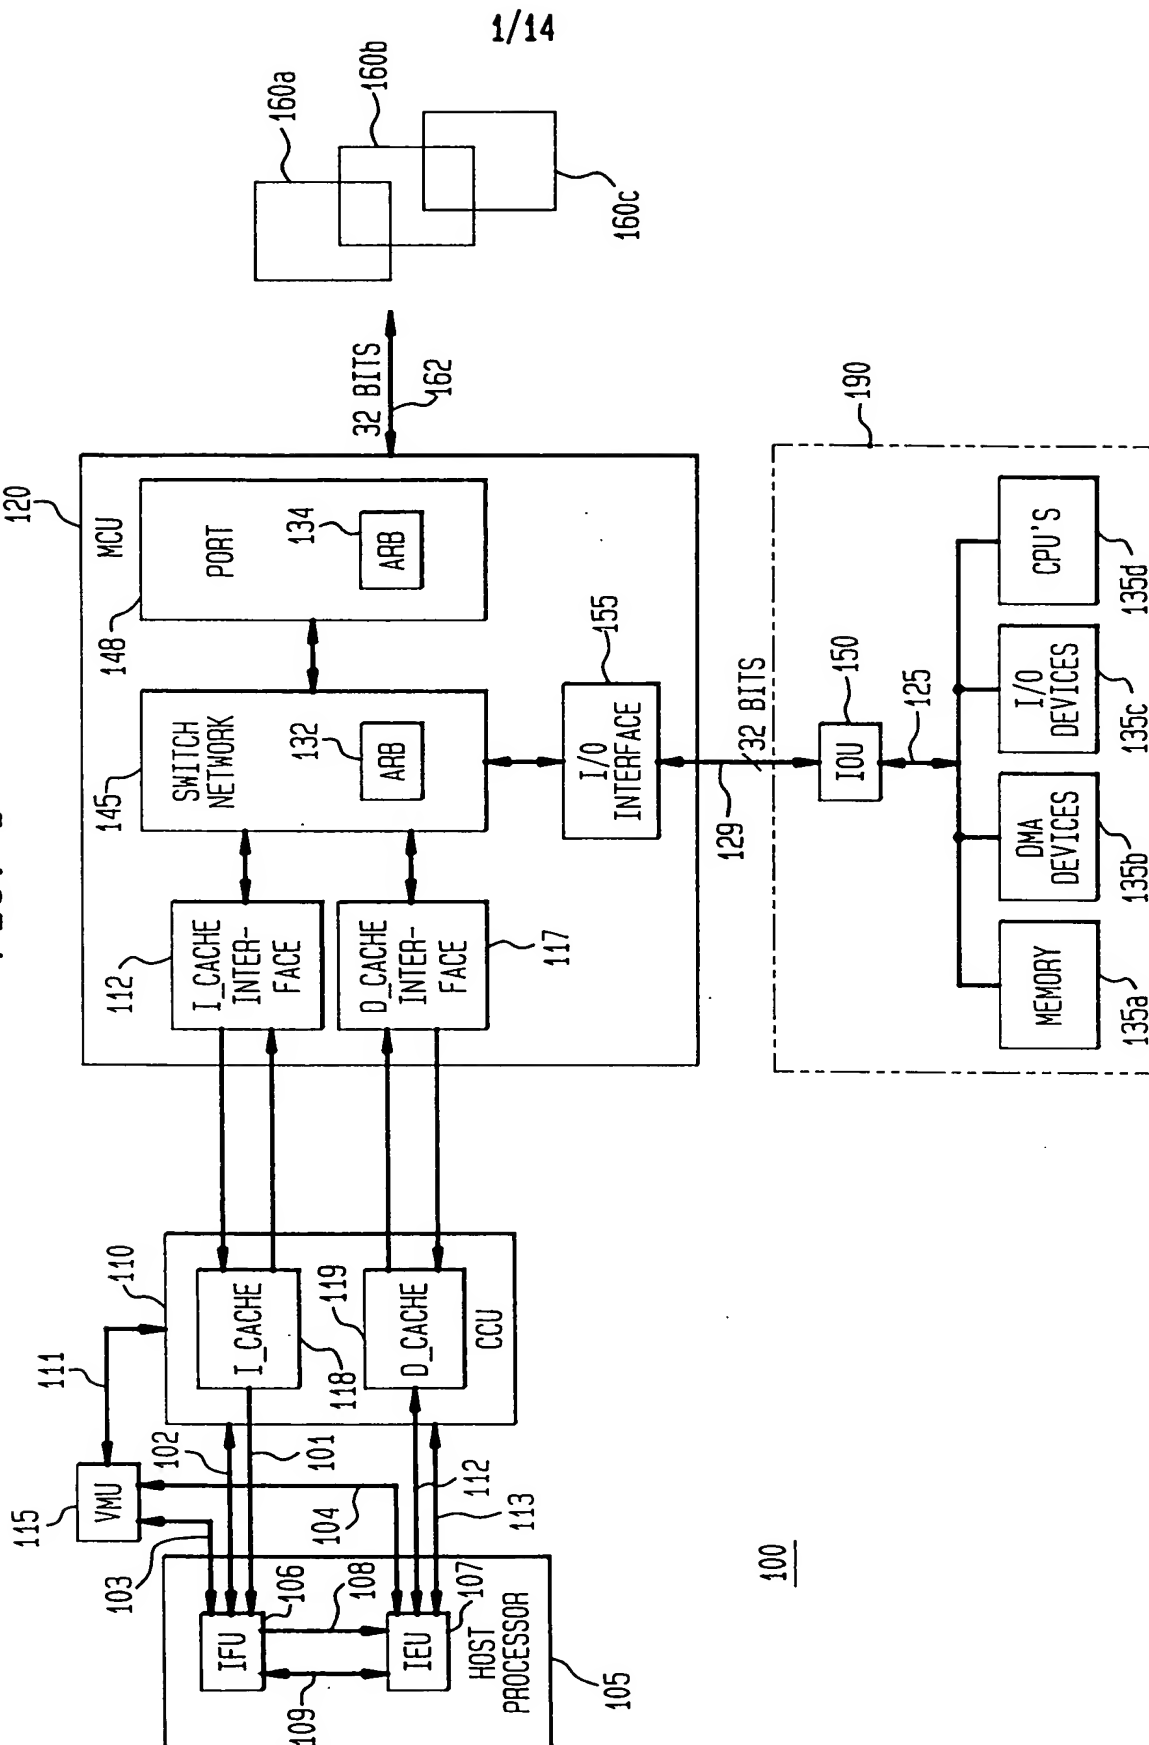 1/14
160a
160b
160c
32 BITS
162
120
MCU
148
PORT
134
ARB
145
SWITCH
NETWORK
132
ARB
155
I/O
INTERFACE
112
I_CACHE
INTER-
FACE
D_CACHE
INTER-
FACE
117
129
32 BITS
190
150
IOU
125
CPU'S
135d
I/O
DEVICES
135c
DMA
DEVICES
135b
MEMORY
135a
110
I_CACHE
118
119
D_CACHE
CCU
111
115
VMU
102
101
103
104
112
113
IFU
106
108
109
IEU
107
HOST
PROCESSOR
105
100